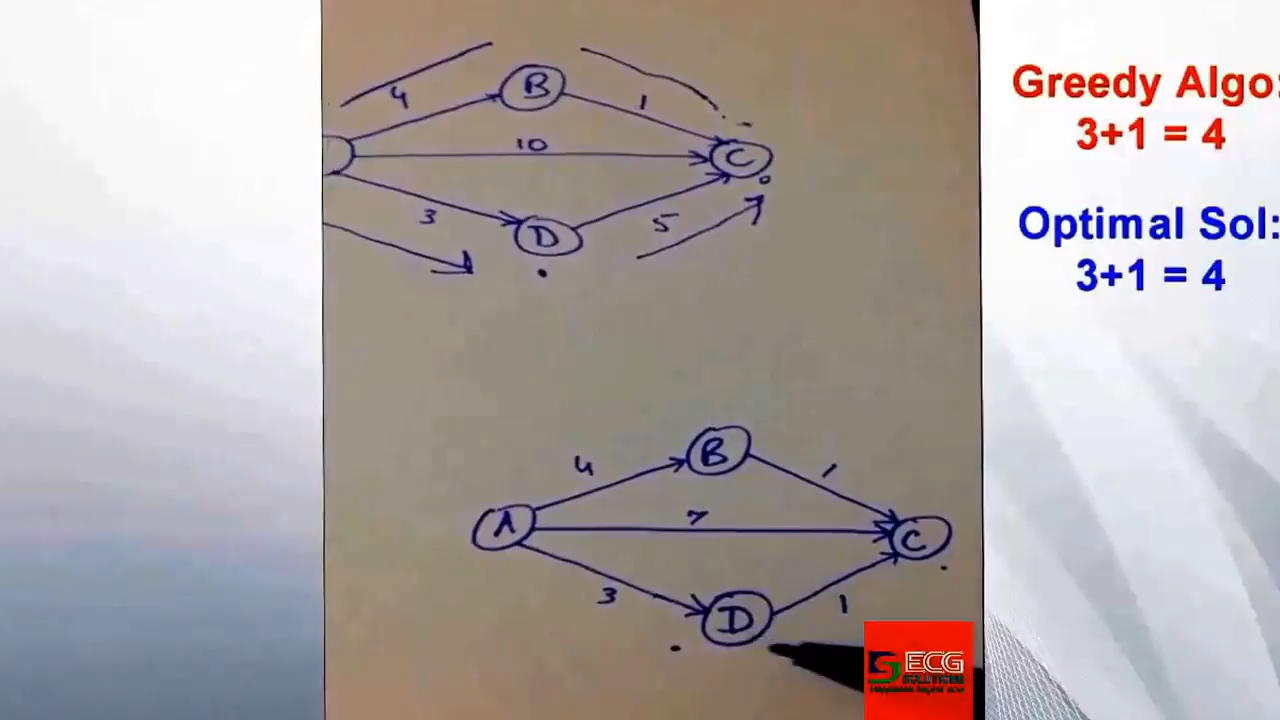 4
B
1
10
C
3
D
5
4
B
1
A
7
C
3
D
1
Greedy Algo:
3+1 = 4
Optimal Sol:
3+1 = 4
ECG
SOLUTIONS